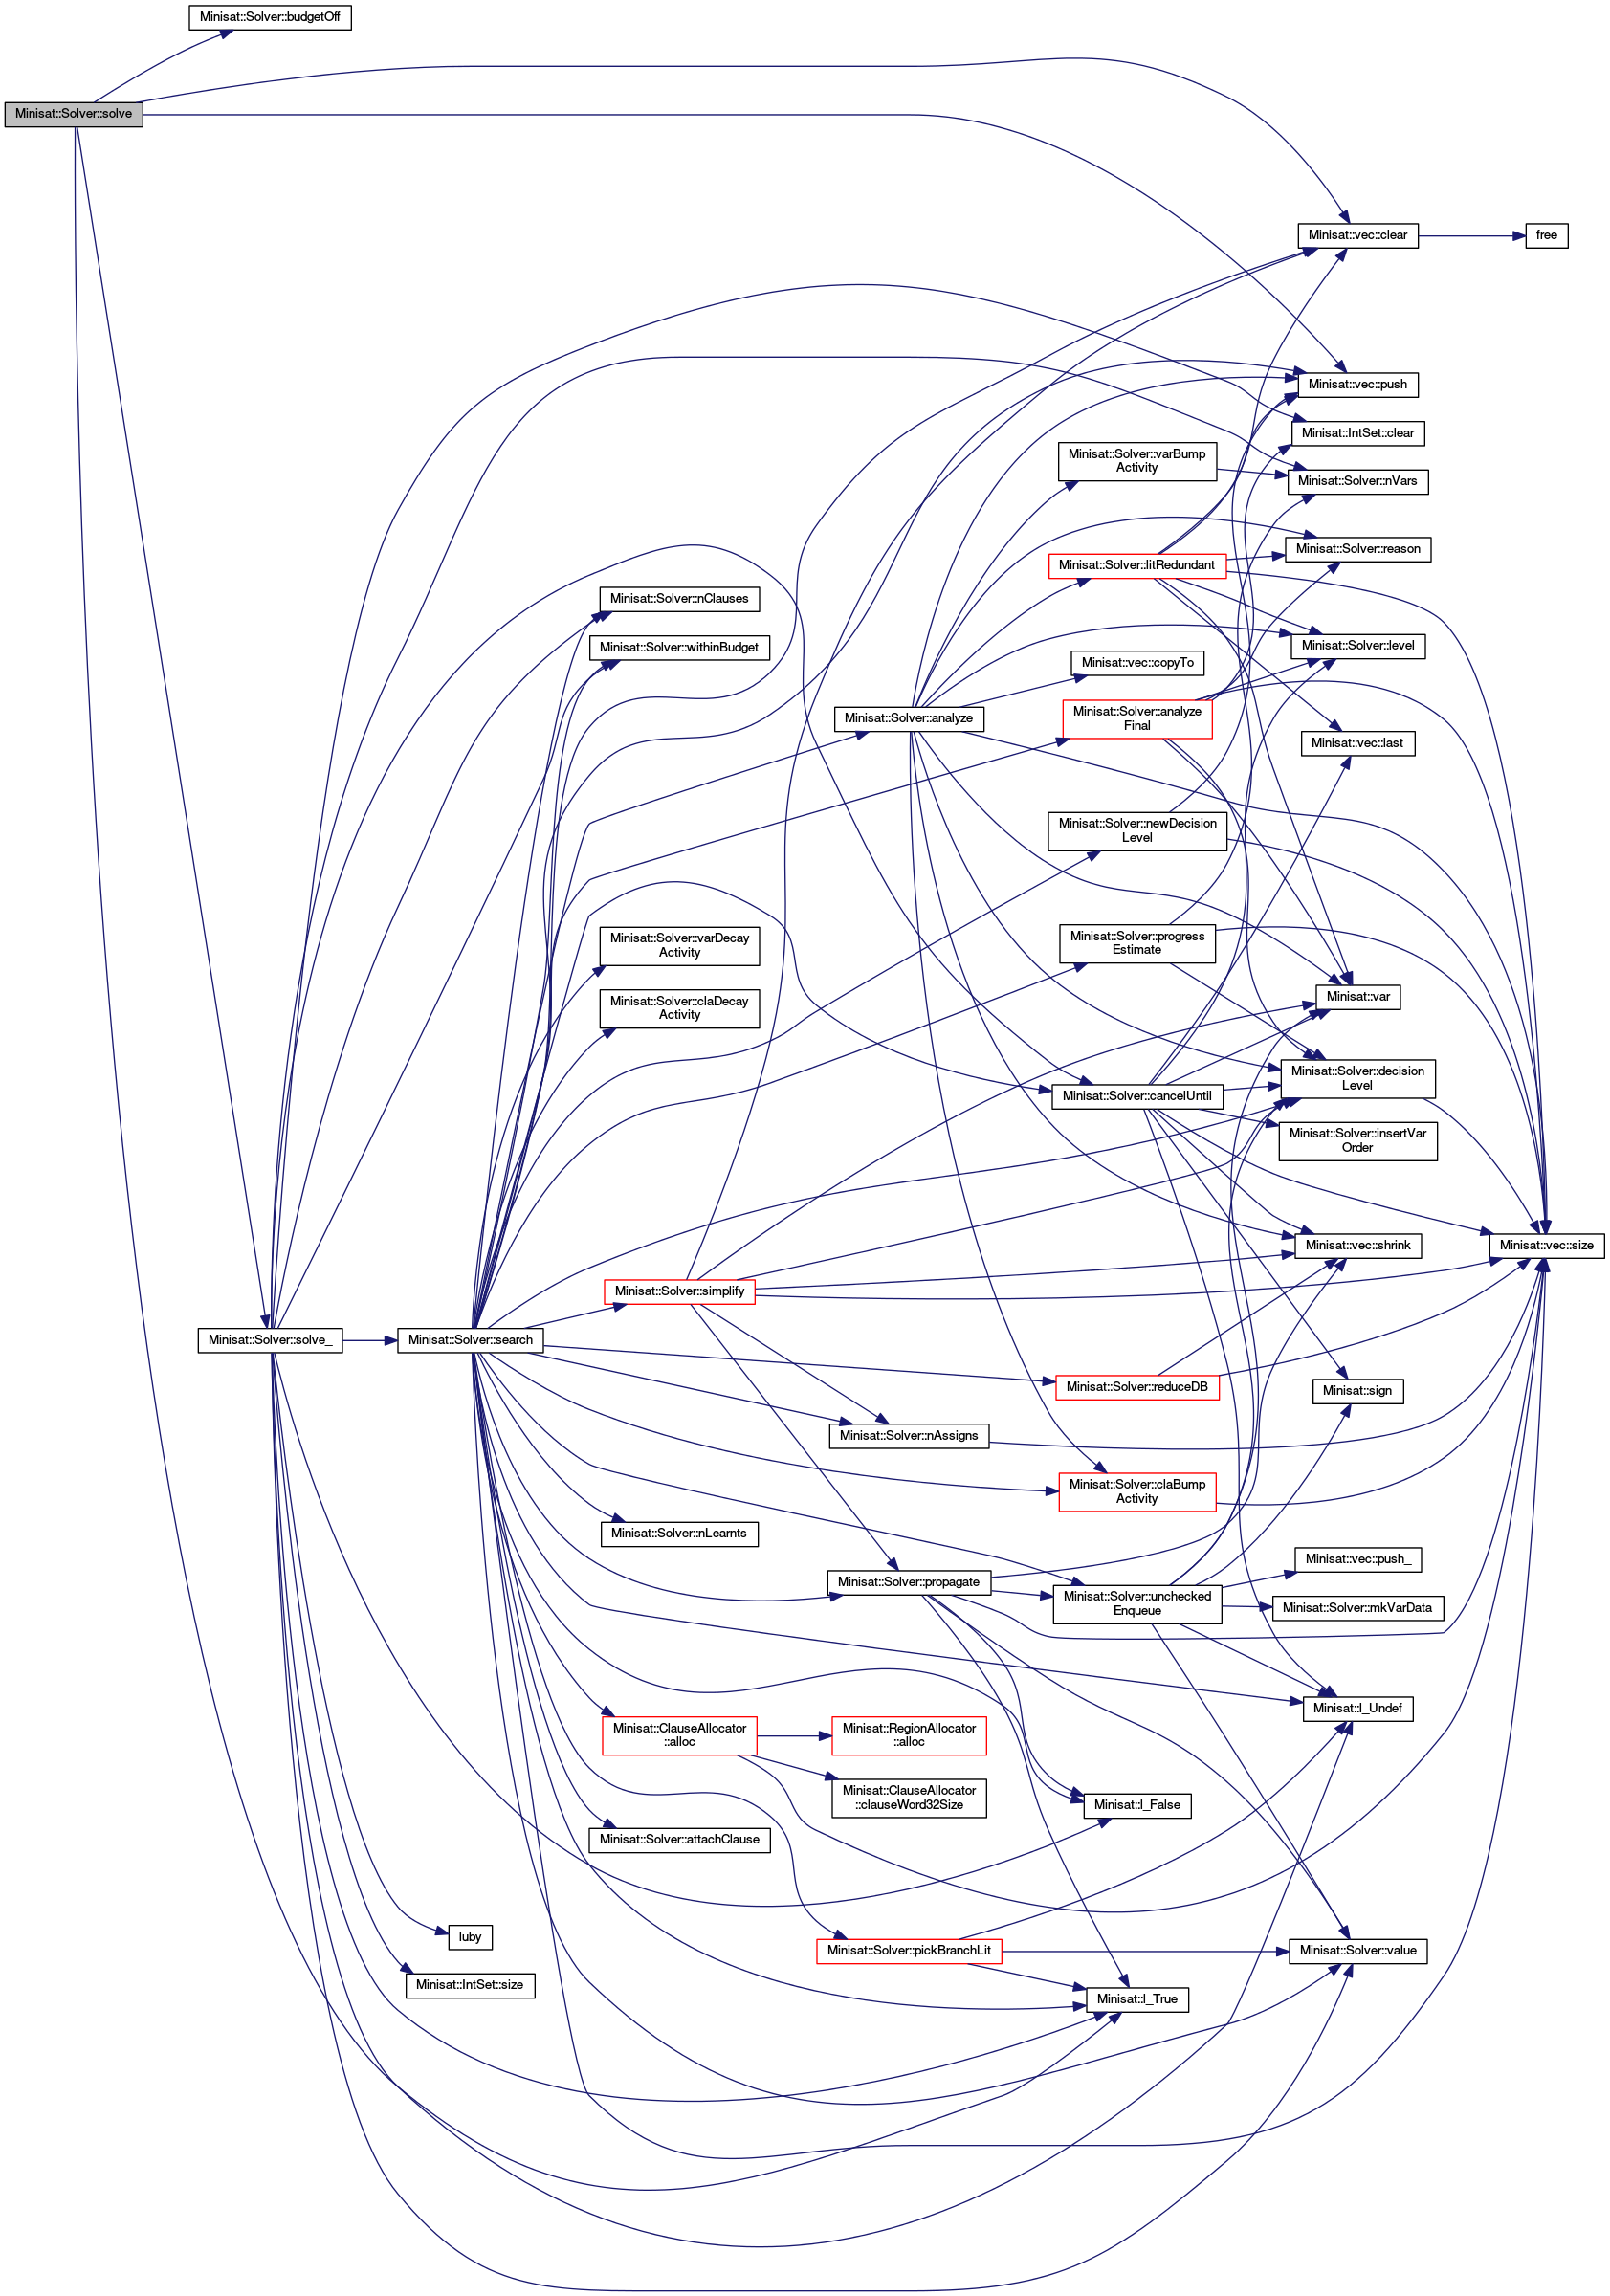 Minisat::Solver::budgetOff
Minisat::Solver::solve
Minisat::vec::clear
free
Minisat::vec::push
Minisat::IntSet::clear
Minisat::Solver::varBump
Activity
Minisat::Solver::nVars
Minisat::Solver::reason
Minisat::Solver::litRedundant
Minisat::Solver::nClauses
Minisat::Solver::withinBudget
Minisat::Solver::level
Minisat::vec::copyTo
Minisat::Solver::analyze
Minisat::Solver::analyze
Final
Minisat::vec::last
Minisat::Solver::newDecision
Level
Minisat::Solver::varDecay
Activity
Minisat::Solver::progress
Estimate
Minisat::Solver::claDecay
Activity
Minisat::var
Minisat::Solver::decision
Level
Minisat::Solver::cancelUntil
Minisat::Solver::insertVar
Order
Minisat::vec::shrink
Minisat::vec::size
Minisat::Solver::simplify
Minisat::Solver::solve_
Minisat::Solver::search
Minisat::Solver::reduceDB
Minisat::sign
Minisat::Solver::nAssigns
Minisat::Solver::claBump
Activity
Minisat::Solver::nLearnts
Minisat::vec::push_
Minisat::Solver::propagate
Minisat::Solver::unchecked
Enqueue
Minisat::Solver::mkVarData
Minisat::l_Undef
Minisat::ClauseAllocator
::alloc
Minisat::RegionAllocator
::alloc
Minisat::ClauseAllocator
::clauseWord32Size
Minisat::l_False
Minisat::Solver::attachClause
luby
Minisat::Solver::pickBranchLit
Minisat::Solver::value
Minisat::IntSet::size
Minisat::l_True